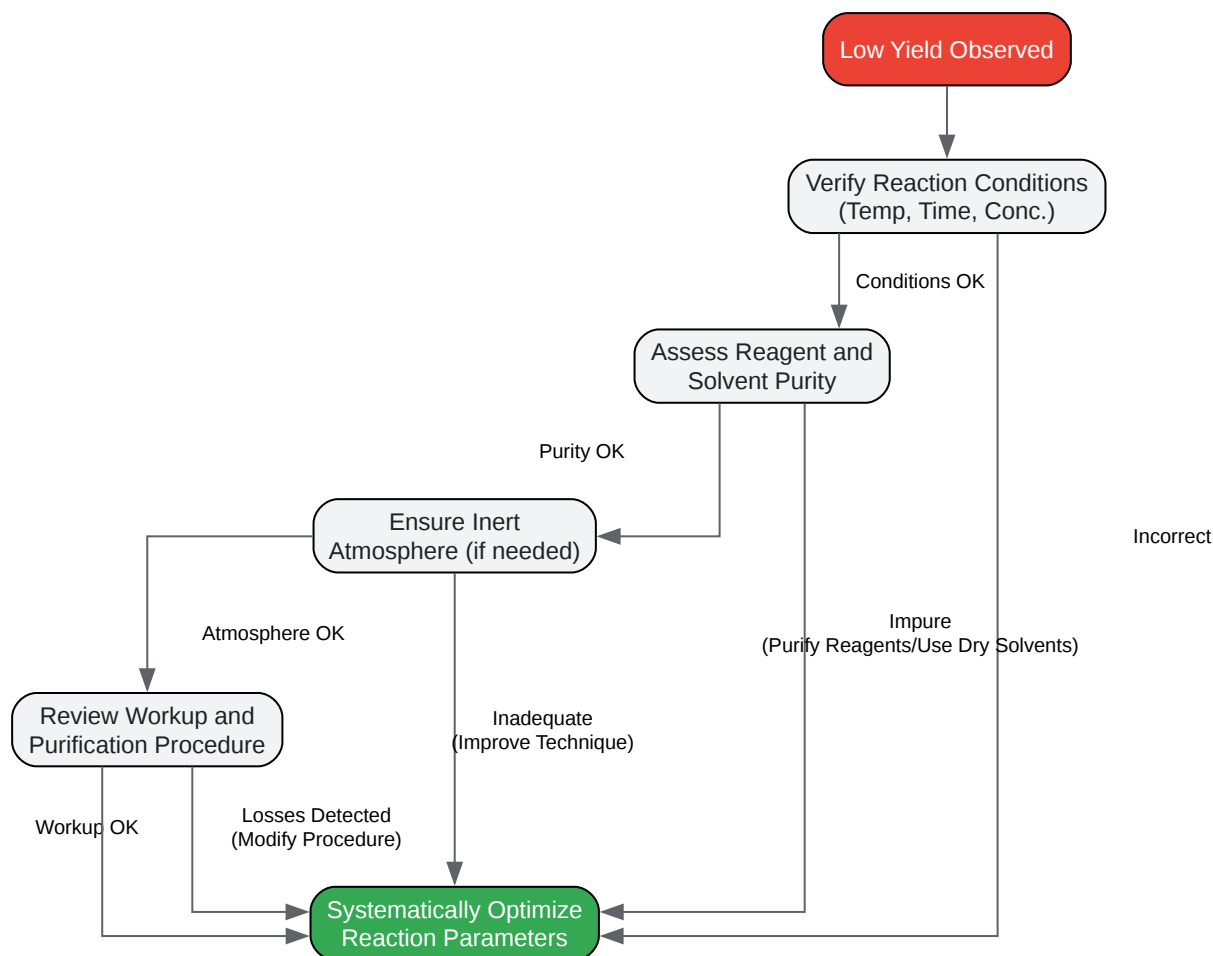 Low Yield Observed
Verify Reaction Conditions
(Temp, Time, Conc.)
Conditions OK
Assess Reagent and
Solvent Purity
Purity OK
Ensure Inert
Atmosphere (if needed)
Incorrect
Impure
(Purify Reagents/Use Dry Solvents)
Atmosphere OK
Review Workup and
Purification Procedure
Inadequate
(Improve Technique)
Workup OK
Losses Detected
(Modify Procedure)
Systematically Optimize
Reaction Parameters